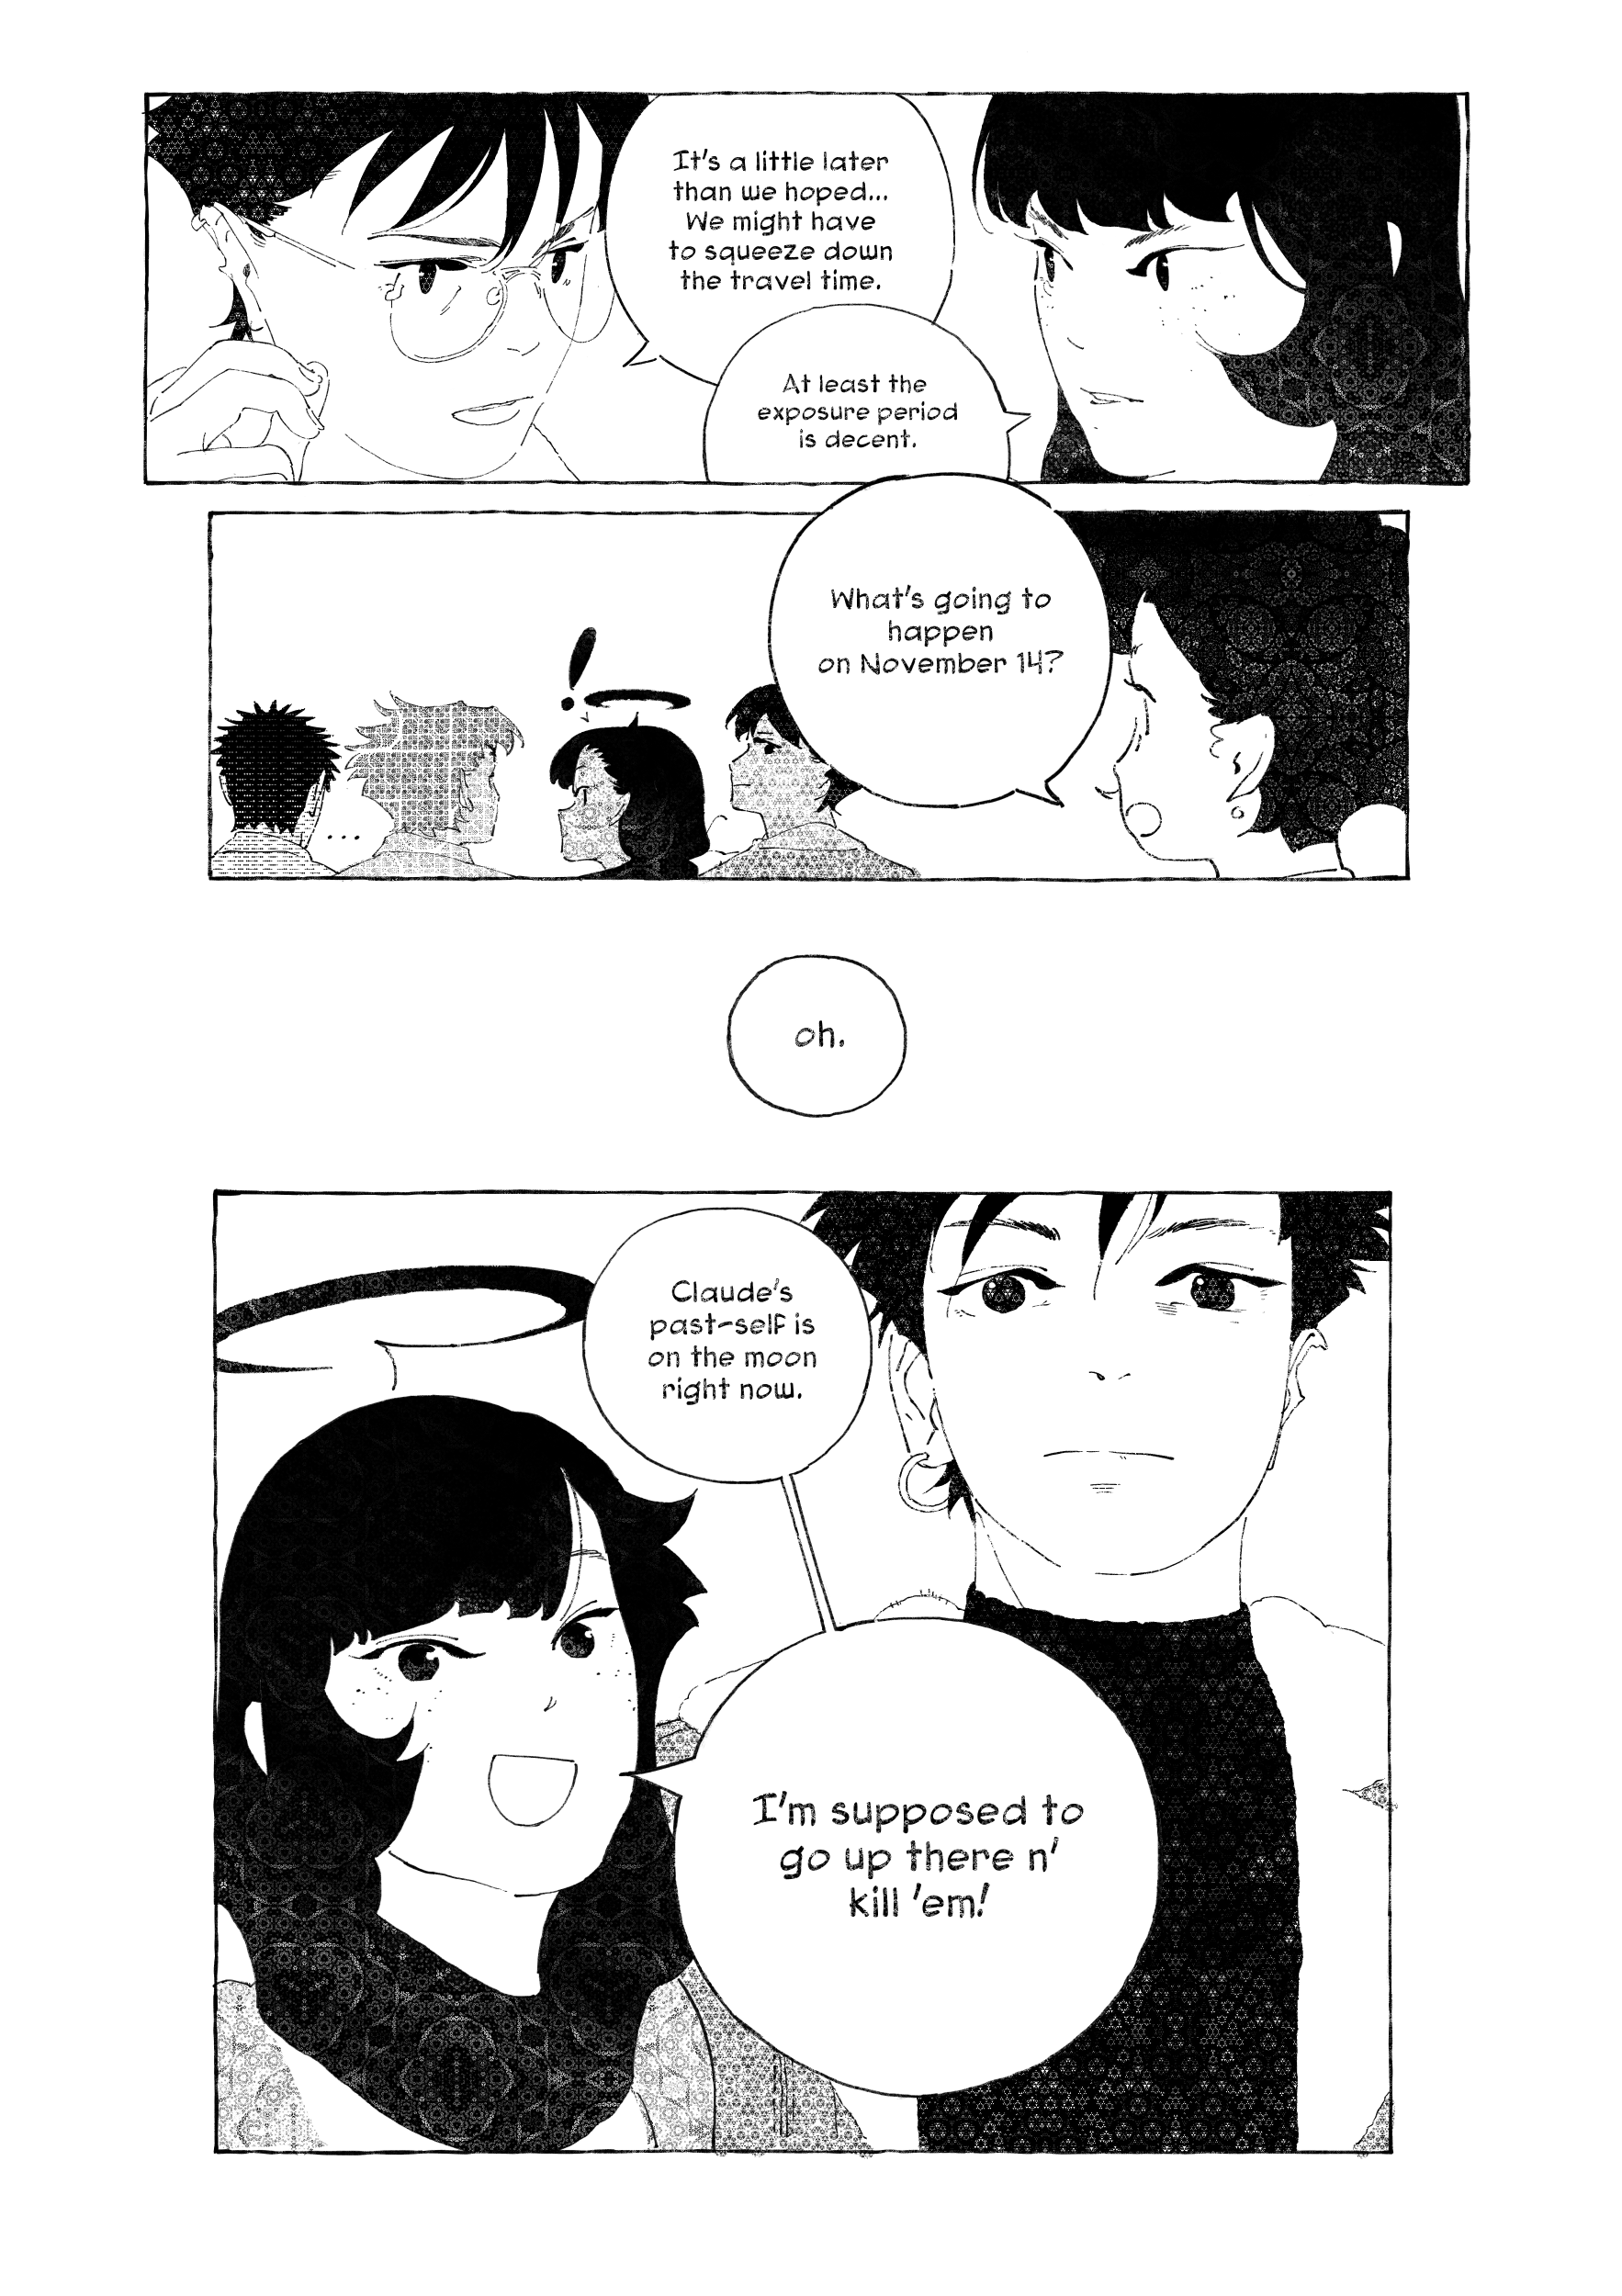 It's a little later
than we hoped...
We might have
to squeeze down
the travel time.
At least the
exposure period
is decent.
What's going to
happen
on November 14?
!
...
oh.
Claude's
past-self is
on the moon
right now.
I'm supposed to
go up there n'
kill 'em!